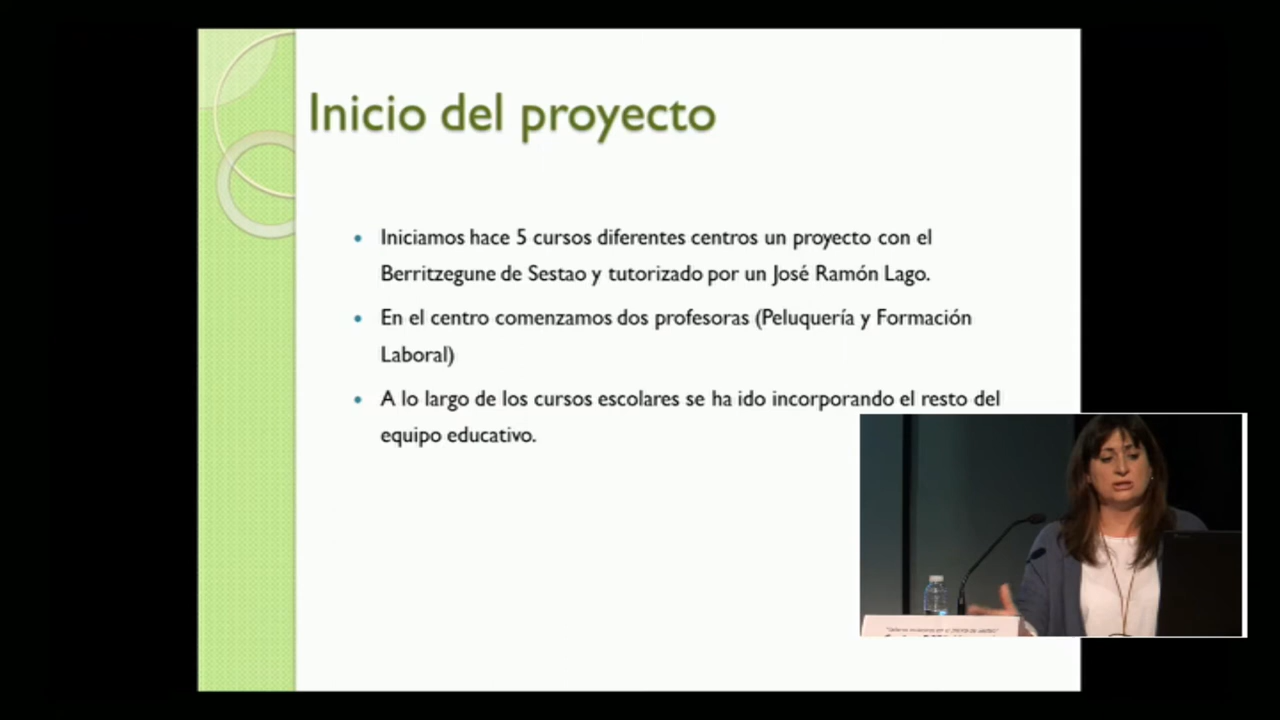 Inicio del proyecto
Iniciamos hace 5 cursos diferentes centros un proyecto con el
Berritzegune de Sestao y tutorizado por un José Ramón Lago.
En el centro comenzamos dos profesoras (Peluquería y Formación
Laboral)
A lo largo de los cursos escolares se ha ido incorporando el resto del
equipo educativo.